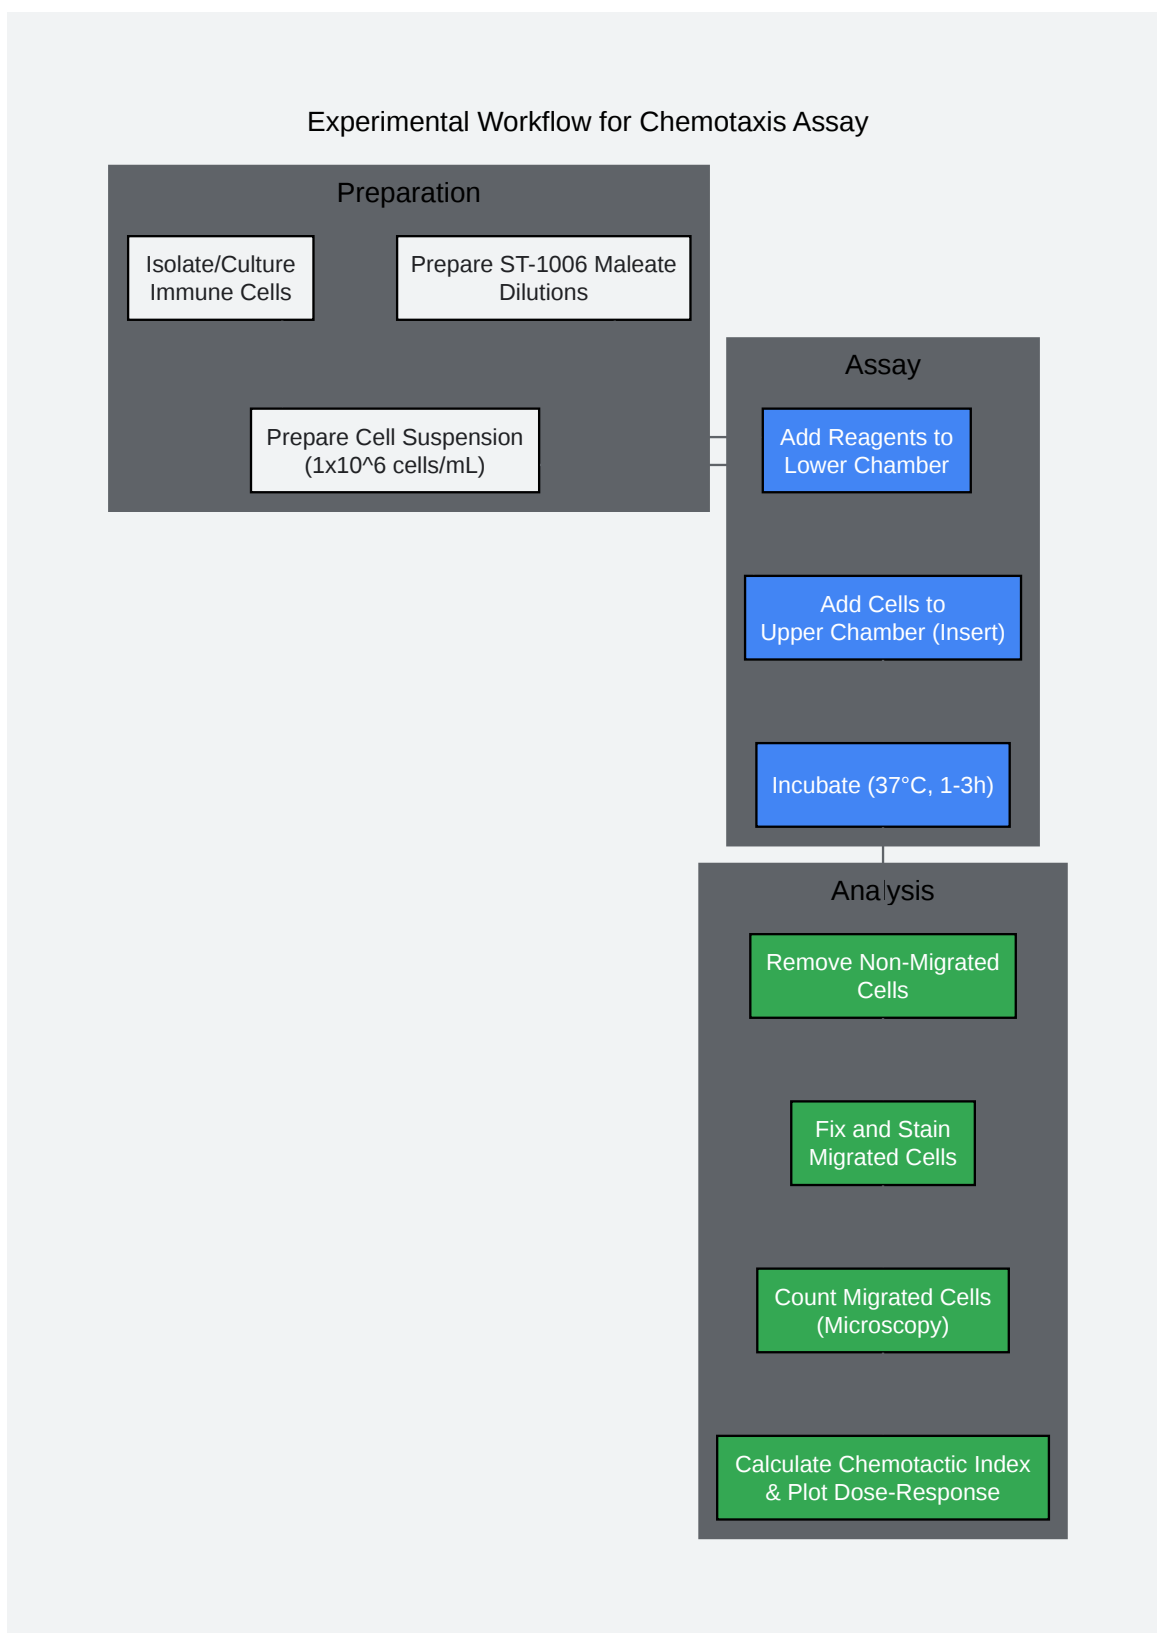 Experimental Workflow for Chemotaxis Assay
Preparation
Isolate/Culture
Immune Cells
Prepare ST-1006 Maleate
Dilutions
Prepare Cell Suspension
(1x10^6 cells/mL)
Assay
Add Reagents to
Lower Chamber
Add Cells to
Upper Chamber (Insert)
Incubate (37°C, 1-3h)
Analysis
Remove Non-Migrated
Cells
Fix and Stain
Migrated Cells
Count Migrated Cells
(Microscopy)
Calculate Chemotactic Index
& Plot Dose-Response